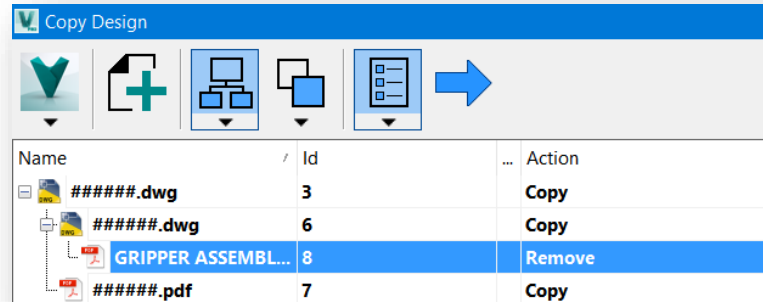 Copy Design
Name / Id ... Action
######.dwg 3 Copy
######.dwg 6 Copy
GRIPPER ASSEMBL... 8 Remove
######.pdf 7 Copy